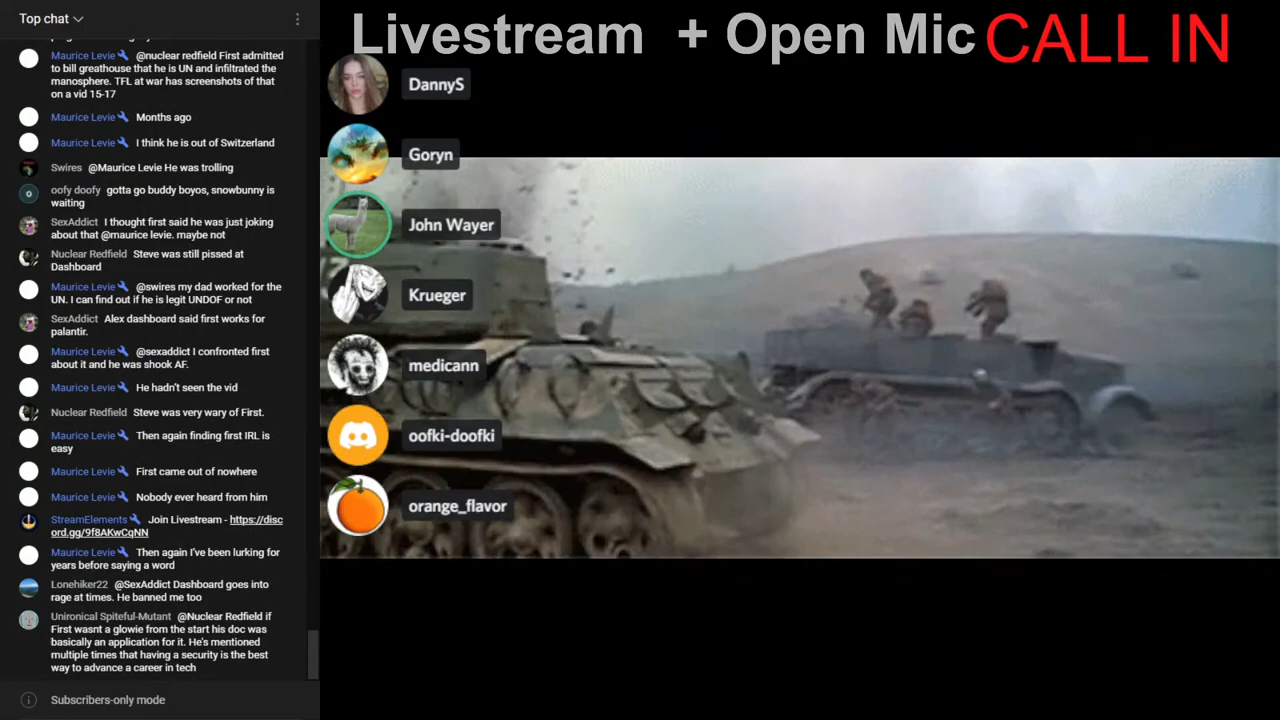 Top chat
Maurice Levie @nuclear redfield First admitted
to bill greathouse that he is UN and infiltrated the
manosphere. TFL at war has screenshots of that
on a vid 15-17
Maurice Levie Months ago
Maurice Levie I think he is out of Switzerland
Swires @Maurice Levie He was trolling
oofy doofy gotta go buddy boyos, snowbunny is
waiting
SexAddict I thought first said he was just joking
about that @maurice levie. maybe not
Nuclear Redfield Steve was still pissed at
Dashboard
Maurice Levie @swires my dad worked for the
UN. I can find out if he is legit UNDOF or not
SexAddict Alex dashboard said first works for
palantir.
Maurice Levie @sexaddict I confronted first
about it and he was shook AF.
Maurice Levie He hadn't seen the vid
Nuclear Redfield Steve was very wary of First.
Maurice Levie Then again finding first IRL is
easy
Maurice Levie First came out of nowhere
Maurice Levie Nobody ever heard from him
StreamElements Join Livestream - https://disc
ord.gg/9f8AKwCqNN
Maurice Levie Then again I've been lurking for
years before saying a word
Lonehiker22 @SexAddict Dashboard goes into
rage at times. He banned me too
Unironical Spiteful-Mutant @Nuclear Redfield if
First wasnt a glowie from the start his doc was
basically an application for it. He's mentioned
multiple times that having a security is the best
way to advance a career in tech
Subscribers-only mode
Livestream + Open Mic CALL IN
DannyS
Goryn
John Wayer
Krueger
medicann
oofki-doofki
orange_flavor